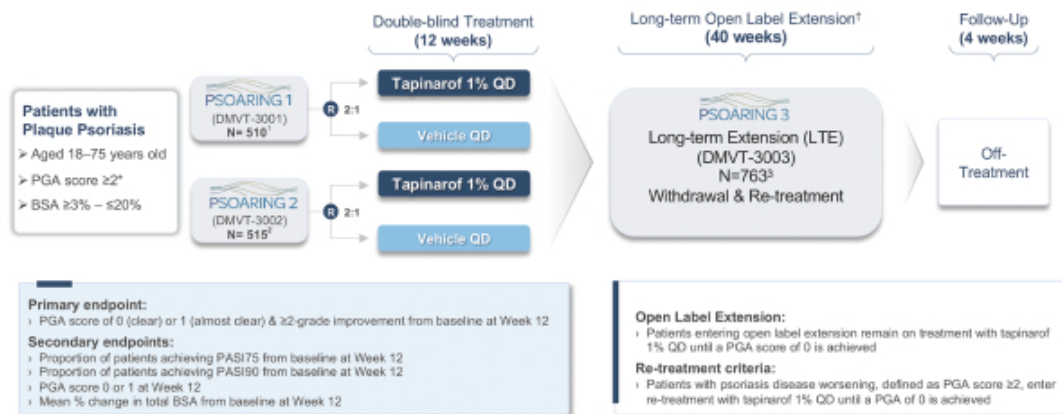 Double-blind Treatment
(12 weeks)
Long-term Open Label Extension†
(40 weeks)
Follow-Up
(4 weeks)
Patients with
Plaque Psoriasis
➢ Aged 18–75 years old
➢ PGA score ≥2*
➢ BSA ≥3% – ≤20%
PSOARING 1
(DMVT-3001)
N= 510¹
R 2:1
Tapinarof 1% QD
Vehicle QD
PSOARING 2
(DMVT-3002)
N= 515²
R 2:1
Tapinarof 1% QD
Vehicle QD
PSOARING 3
Long-term Extension (LTE)
(DMVT-3003)
N=763³
Withdrawal & Re-treatment
Off-
Treatment
Primary endpoint:
› PGA score of 0 (clear) or 1 (almost clear) & ≥2-grade improvement from baseline at Week 12
Secondary endpoints:
› Proportion of patients achieving PASI75 from baseline at Week 12
› Proportion of patients achieving PASI90 from baseline at Week 12
› PGA score 0 or 1 at Week 12
› Mean % change in total BSA from baseline at Week 12
Open Label Extension:
› Patients entering open label extension remain on treatment with tapinarof
1% QD until a PGA score of 0 is achieved
Re-treatment criteria:
› Patients with psoriasis disease worsening, defined as PGA score ≥2, enter
re-treatment with tapinarof 1% QD until a PGA of 0 is achieved